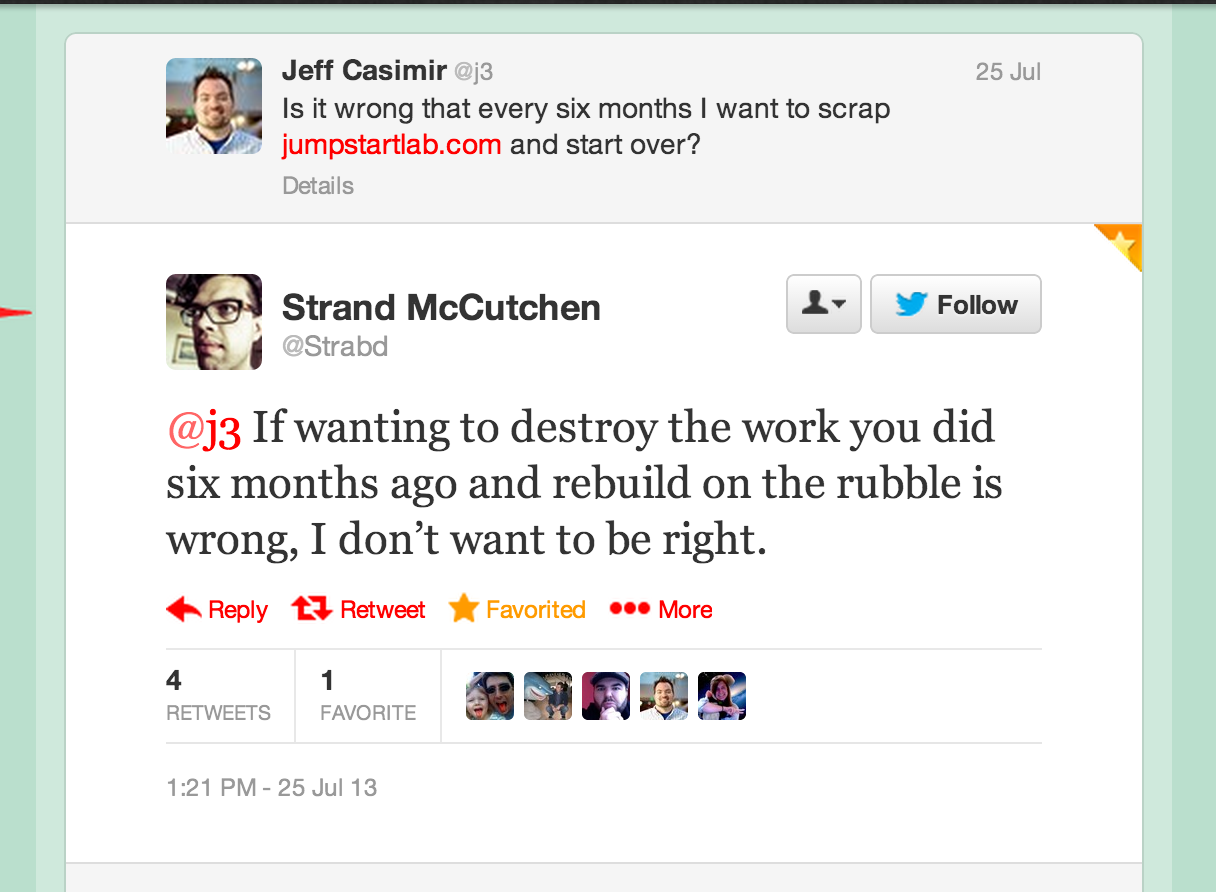 Jeff Casimir @j3
25 Jul
Is it wrong that every six months I want to scrap
jumpstartlab.com and start over?
Details
Strand McCutchen
@Strabd
Follow
@j3 If wanting to destroy the work you did
six months ago and rebuild on the rubble is
wrong, I don’t want to be right.
Reply Retweet Favorited More
4 1
RETWEETS FAVORITE
1:21 PM - 25 Jul 13